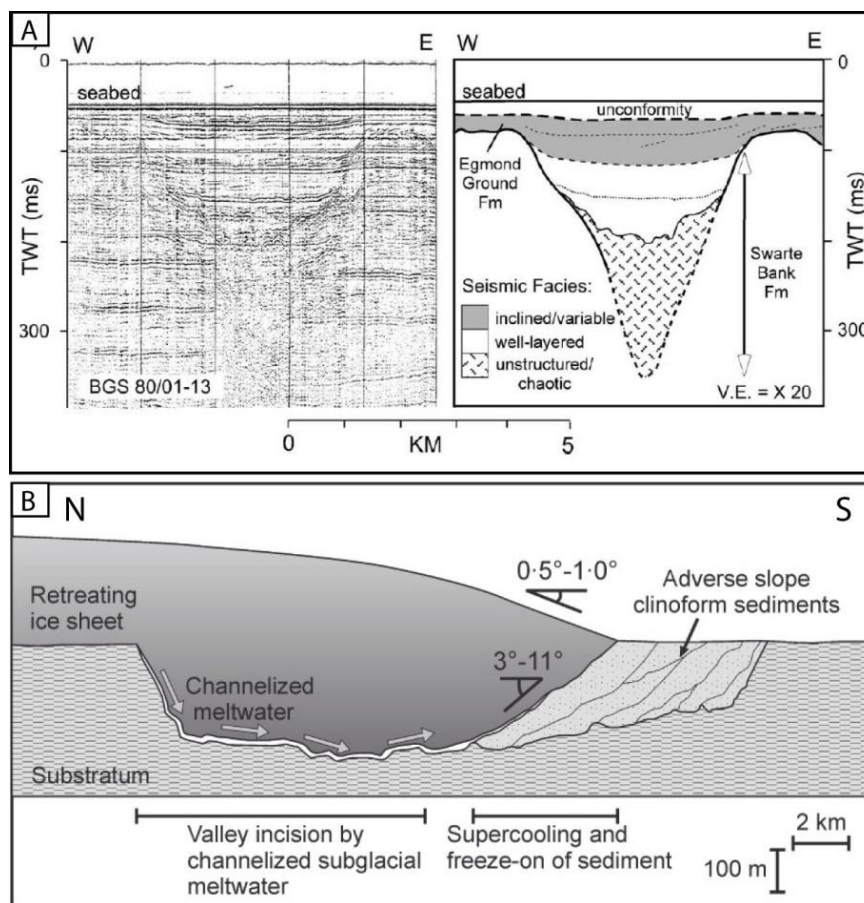 A
W
E
0
seabed
TWT (ms)
300
BGS 80/01-13
W
E
0
seabed
unconformity
Egmond
Ground
Fm
TWT (ms)
Swarte
Bank
Fm
Seismic Facies:
inclined/variable
well-layered
unstructured/
chaotic
300
V.E. = X 20
0
KM
5
B
N
S
Retreating
ice sheet
0·5°-1·0°
Adverse slope
clinoform sediments
3°-11°
Channelized
meltwater
Substratum
Valley incision by
channelized subglacial
meltwater
Supercooling and
freeze-on of sediment
2 km
100 m